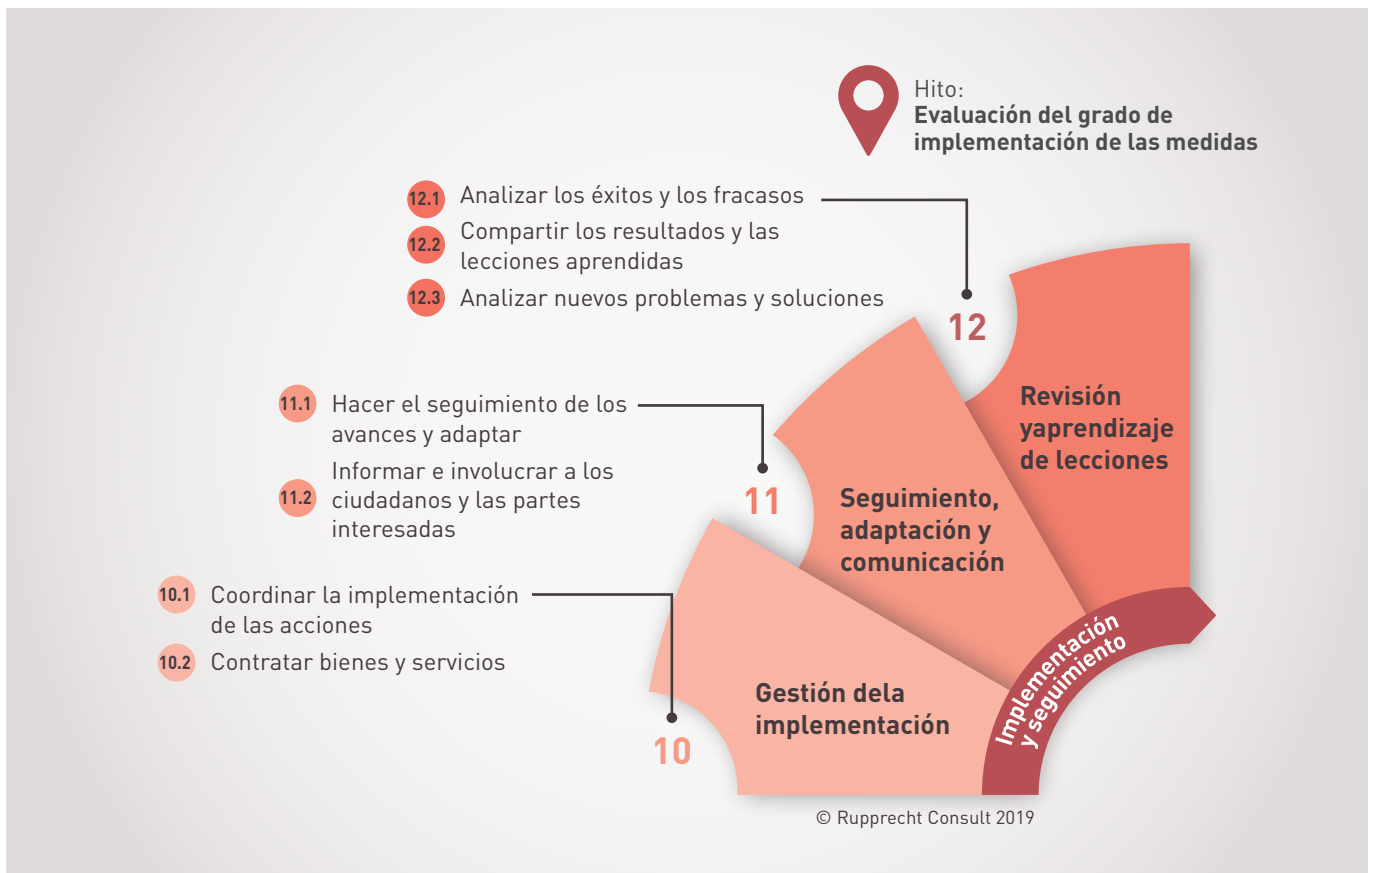 Hito:
Evaluación del grado de
implementación de las medidas
12.1 Analizar los éxitos y los fracasos
12.2 Compartir los resultados y las
lecciones aprendidas
12.3 Analizar nuevos problemas y soluciones
12
Revisión
yaprendizaje
de lecciones
11.1 Hacer el seguimiento de los
avances y adaptar
11.2 Informar e involucrar a los
ciudadanos y las partes
interesadas
11
Seguimiento,
adaptación y
comunicación
10.1 Coordinar la implementación
de las acciones
10.2 Contratar bienes y servicios
10
Gestión dela
implementación
Implementación
y seguimiento
© Rupprecht Consult 2019